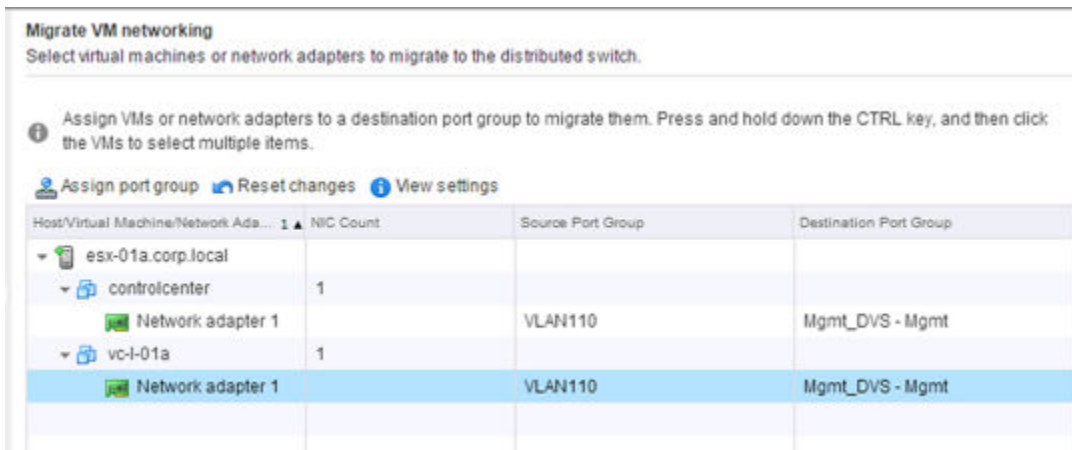 Migrate VM networking
Select virtual machines or network adapters to migrate to the distributed switch.
Assign VMs or network adapters to a destination port group to migrate them. Press and hold down the CTRL key, and then click
the VMs to select multiple items.
Assign port group Reset changes View settings
Host/Virtual Machine/Network Ada... 1 ▲ NIC Count Source Port Group Destination Port Group
esx-01a.corp.local
controlcenter 1
Network adapter 1 VLAN110 Mgmt_DVS - Mgmt
vc-l-01a 1
Network adapter 1 VLAN110 Mgmt_DVS - Mgmt